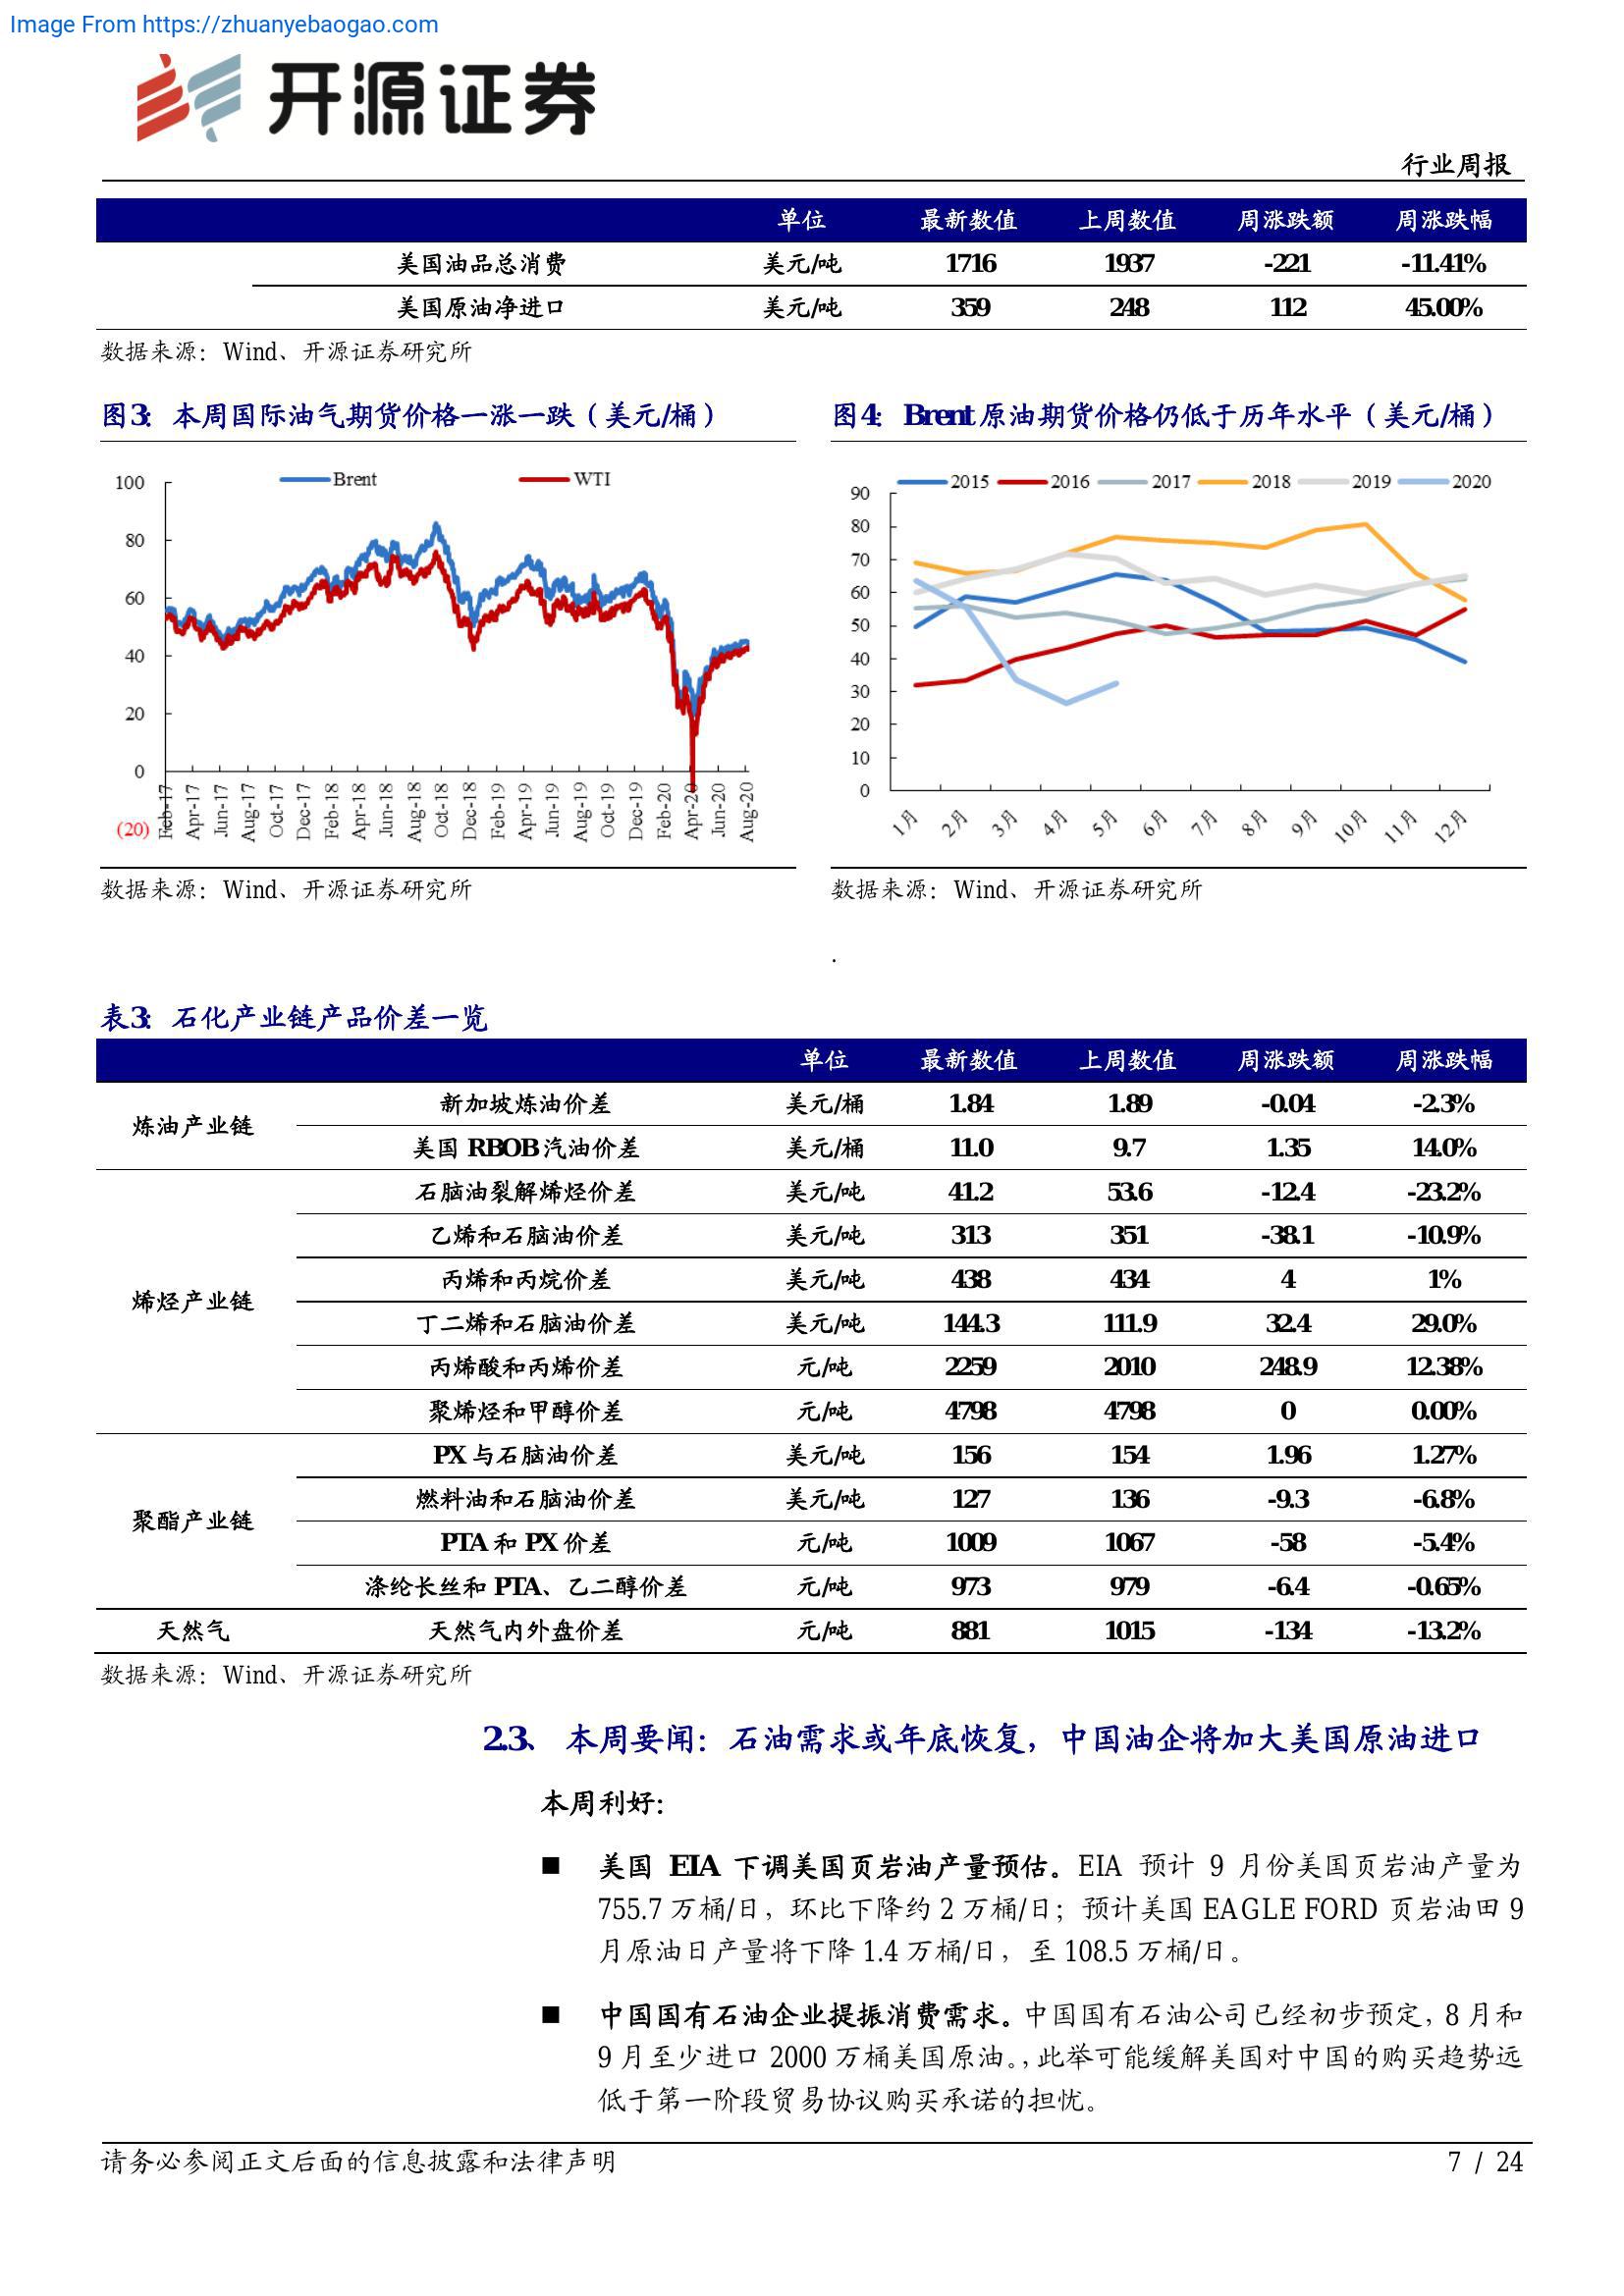 Image From https://zhuanyebaogao.com
开源证券
行业周报
单位 最新数值 上周数值 周涨跌额 周涨跌幅
美国油品总消费 美元/吨 1716 1937 -221 -11.41%
美国原油净进口 美元/吨 359 248 112 45.00%
数据来源：Wind、开源证券研究所
图3：本周国际油气期货价格一涨一跌（美元/桶）
Brent WTI
100
80
60
40
20
0
(20)
Feb-17 Apr-17 Jun-17 Aug-17 Oct-17 Dec-17 Feb-18 Apr-18 Jun-18 Aug-18 Oct-18 Dec-18 Feb-19 Apr-19 Jun-19 Aug-19 Oct-19 Dec-19 Feb-20 Apr-20 Jun-20 Aug-20
数据来源：Wind、开源证券研究所
图4：Brent 原油期货价格仍低于历年水平（美元/桶）
2015 2016 2017 2018 2019 2020
90
80
70
60
50
40
30
20
10
0
1月 2月 3月 4月 5月 6月 7月 8月 9月 10月 11月 12月
数据来源：Wind、开源证券研究所
.
表3：石化产业链产品价差一览
单位 最新数值 上周数值 周涨跌额 周涨跌幅
炼油产业链
新加坡炼油价差 美元/桶 1.84 1.89 -0.04 -2.3%
美国 RBOB 汽油价差 美元/桶 11.0 9.7 1.35 14.0%
烯烃产业链
石脑油裂解烯烃价差 美元/吨 41.2 53.6 -12.4 -23.2%
乙烯和石脑油价差 美元/吨 313 351 -38.1 -10.9%
丙烯和丙烷价差 美元/吨 438 434 4 1%
丁二烯和石脑油价差 美元/吨 144.3 111.9 32.4 29.0%
丙烯酸和丙烯价差 元/吨 2259 2010 248.9 12.38%
聚烯烃和甲醇价差 元/吨 4798 4798 0 0.00%
聚酯产业链
PX 与石脑油价差 美元/吨 156 154 1.96 1.27%
燃料油和石脑油价差 美元/吨 127 136 -9.3 -6.8%
PTA 和 PX 价差 元/吨 1009 1067 -58 -5.4%
涤纶长丝和 PTA、乙二醇价差 元/吨 973 979 -6.4 -0.65%
天然气 天然气内外盘价差 元/吨 881 1015 -134 -13.2%
数据来源：Wind、开源证券研究所
2.3、 本周要闻：石油需求或年底恢复，中国油企将加大美国原油进口
本周利好：
■ 美国 EIA 下调美国页岩油产量预估。EIA 预计 9 月份美国页岩油产量为
755.7 万桶/日，环比下降约 2 万桶/日；预计美国 EAGLE FORD 页岩油田 9
月原油日产量将下降 1.4 万桶/日，至 108.5 万桶/日。
■ 中国国有石油企业提振消费需求。中国国有石油公司已经初步预定，8 月和
9 月至少进口 2000 万桶美国原油。，此举可能缓解美国对中国的购买趋势远
低于第一阶段贸易协议购买承诺的担忧。
请务必参阅正文后面的信息披露和法律声明
7 / 24